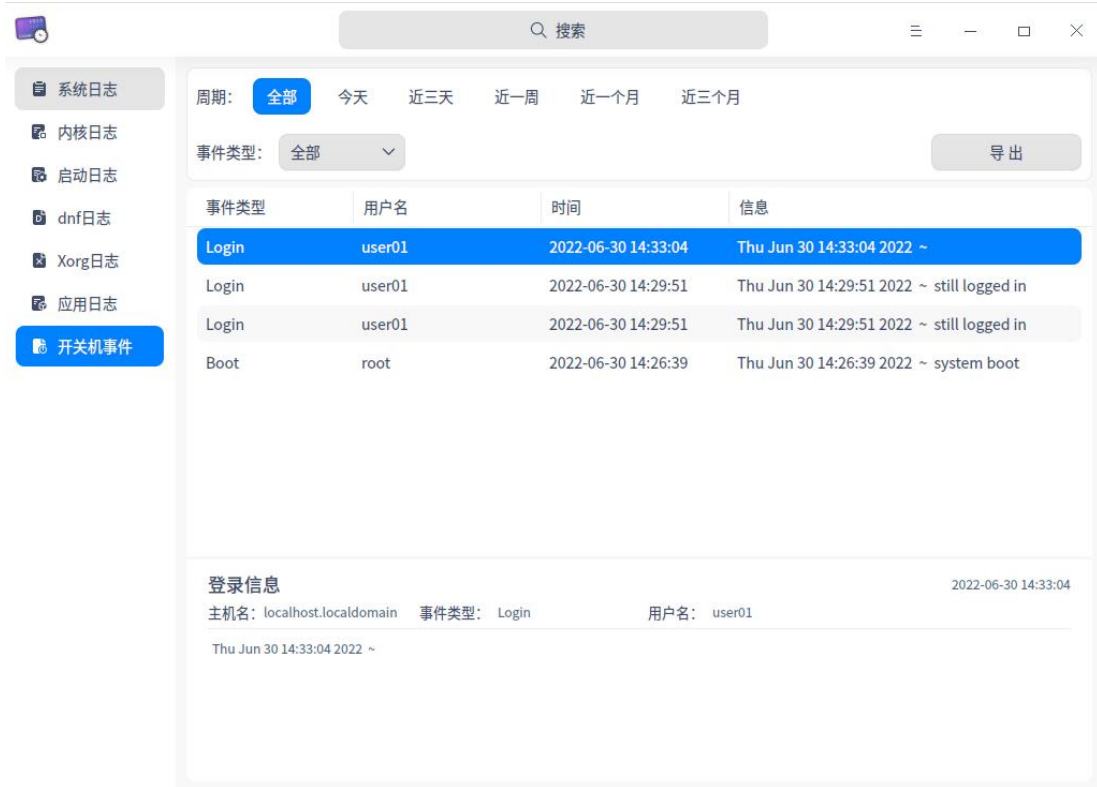 搜索
系统日志
内核日志
启动日志
dnf日志
Xorg日志
应用日志
开关机事件
周期： 全部 今天 近三天 近一周 近一个月 近三个月
事件类型： 全部 导出
事件类型 用户名 时间 信息
Login user01 2022-06-30 14:33:04 Thu Jun 30 14:33:04 2022 ~
Login user01 2022-06-30 14:29:51 Thu Jun 30 14:29:51 2022 ~ still logged in
Login user01 2022-06-30 14:29:51 Thu Jun 30 14:29:51 2022 ~ still logged in
Boot root 2022-06-30 14:26:39 Thu Jun 30 14:26:39 2022 ~ system boot
登录信息 2022-06-30 14:33:04
主机名： localhost.localdomain 事件类型： Login 用户名： user01
Thu Jun 30 14:33:04 2022 ~